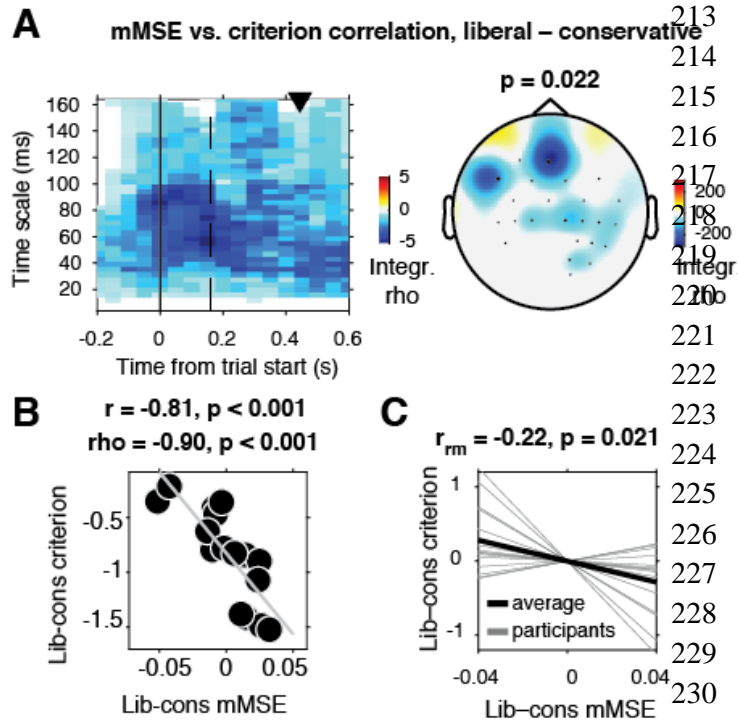 A
mMSE vs. criterion correlation, liberal – conservative
p = 0.022
Time scale (ms)
160
140
120
100
80
60
40
20
-0.2 0 0.2 0.4 0.6
Time from trial start (s)
5
0
-5
Integr.
rho
200
0
-200
Integr.
rho
B
r = -0.81, p < 0.001
rho = -0.90, p < 0.001
Lib-cons criterion
-0.5
-1
-1.5
-0.05 0 0.05
Lib-cons mMSE
C
rrm = -0.22, p = 0.021
Lib–cons criterion
1
0
-1
average
participants
-0.04 0 0.04
Lib–cons mMSE
213
214
215
216
217
218
219
220
221
222
223
224
225
226
227
228
229
230